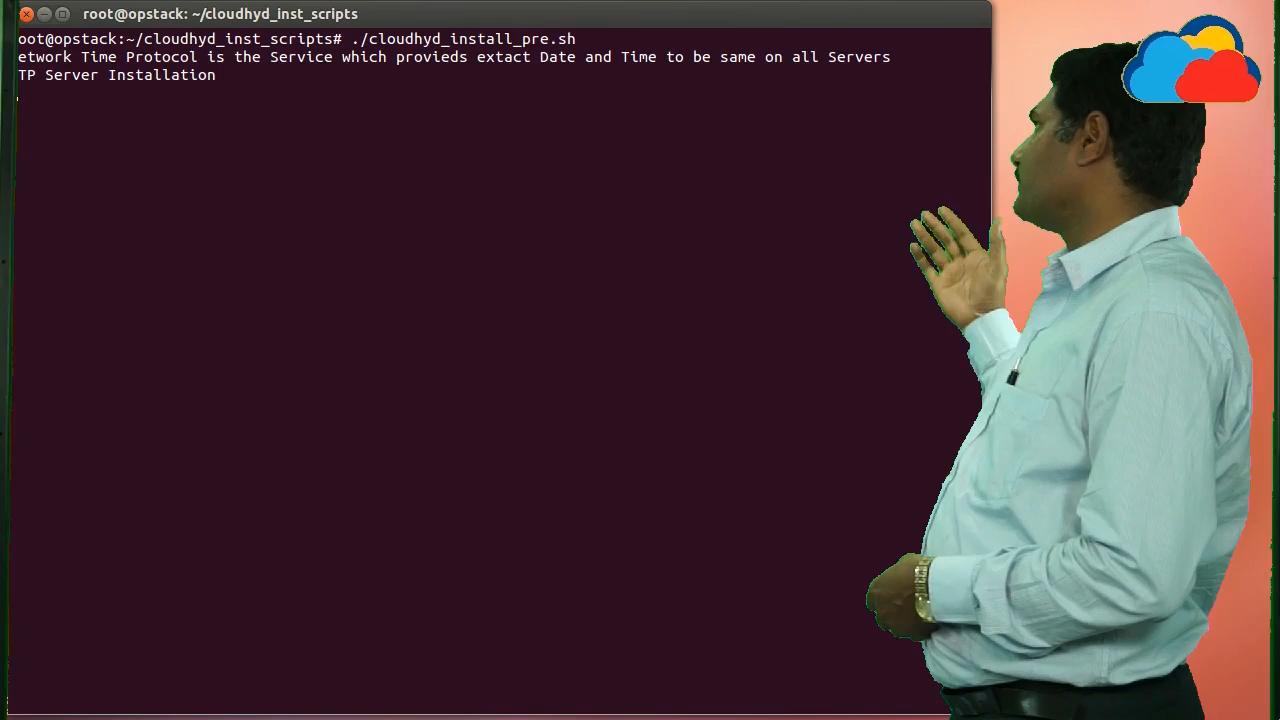 root@opstack: ~/cloudhyd_inst_scripts
oot@opstack:~/cloudhyd_inst_scripts# ./cloudhyd_install_pre.sh
etwork Time Protocol is the Service which provieds extact Date and Time to be same on all Servers
TP Server Installation